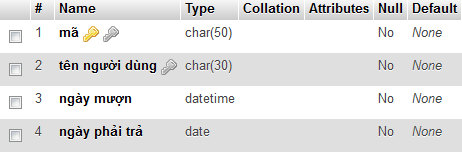 # Name Type Collation Attributes Null Default
1 mã char(50) No None
2 tên người dùng char(30) No None
3 ngày mượn datetime No None
4 ngày phải trả date No None